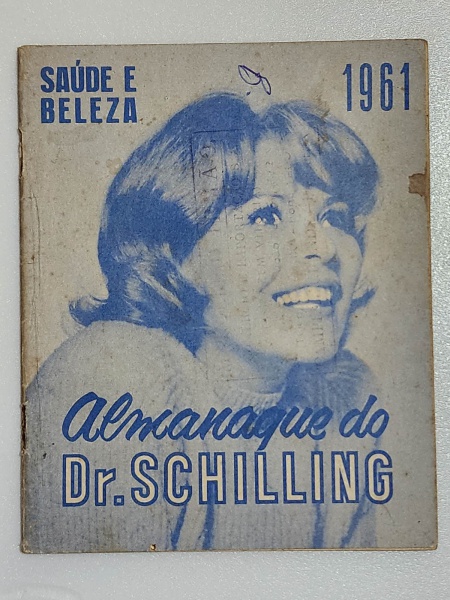 SAÚDE E
BELEZA
1961
Almanaque do
Dr. SCHILLING